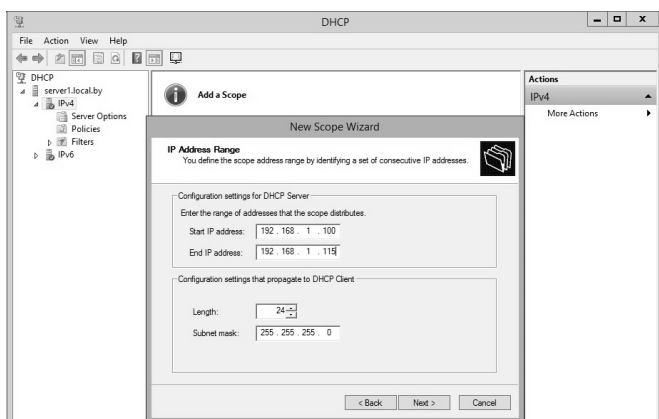 DHCP
File Action View Help
DHCP
server1.local.by
IPv4
Server Options
Policies
Filters
IPv6
Add a Scope
New Scope Wizard
IP Address Range
You define the scope address range by identifying a set of consecutive IP addresses.
Configuration settings for DHCP Server
Enter the range of addresses that the scope distributes.
Start IP address: 192 . 168 . 1 . 100
End IP address: 192 . 168 . 1 . 115
Configuration settings that propagate to DHCP Client
Length: 24
Subnet mask: 255 . 255 . 255 . 0
< Back Next > Cancel
Actions
IPv4
More Actions